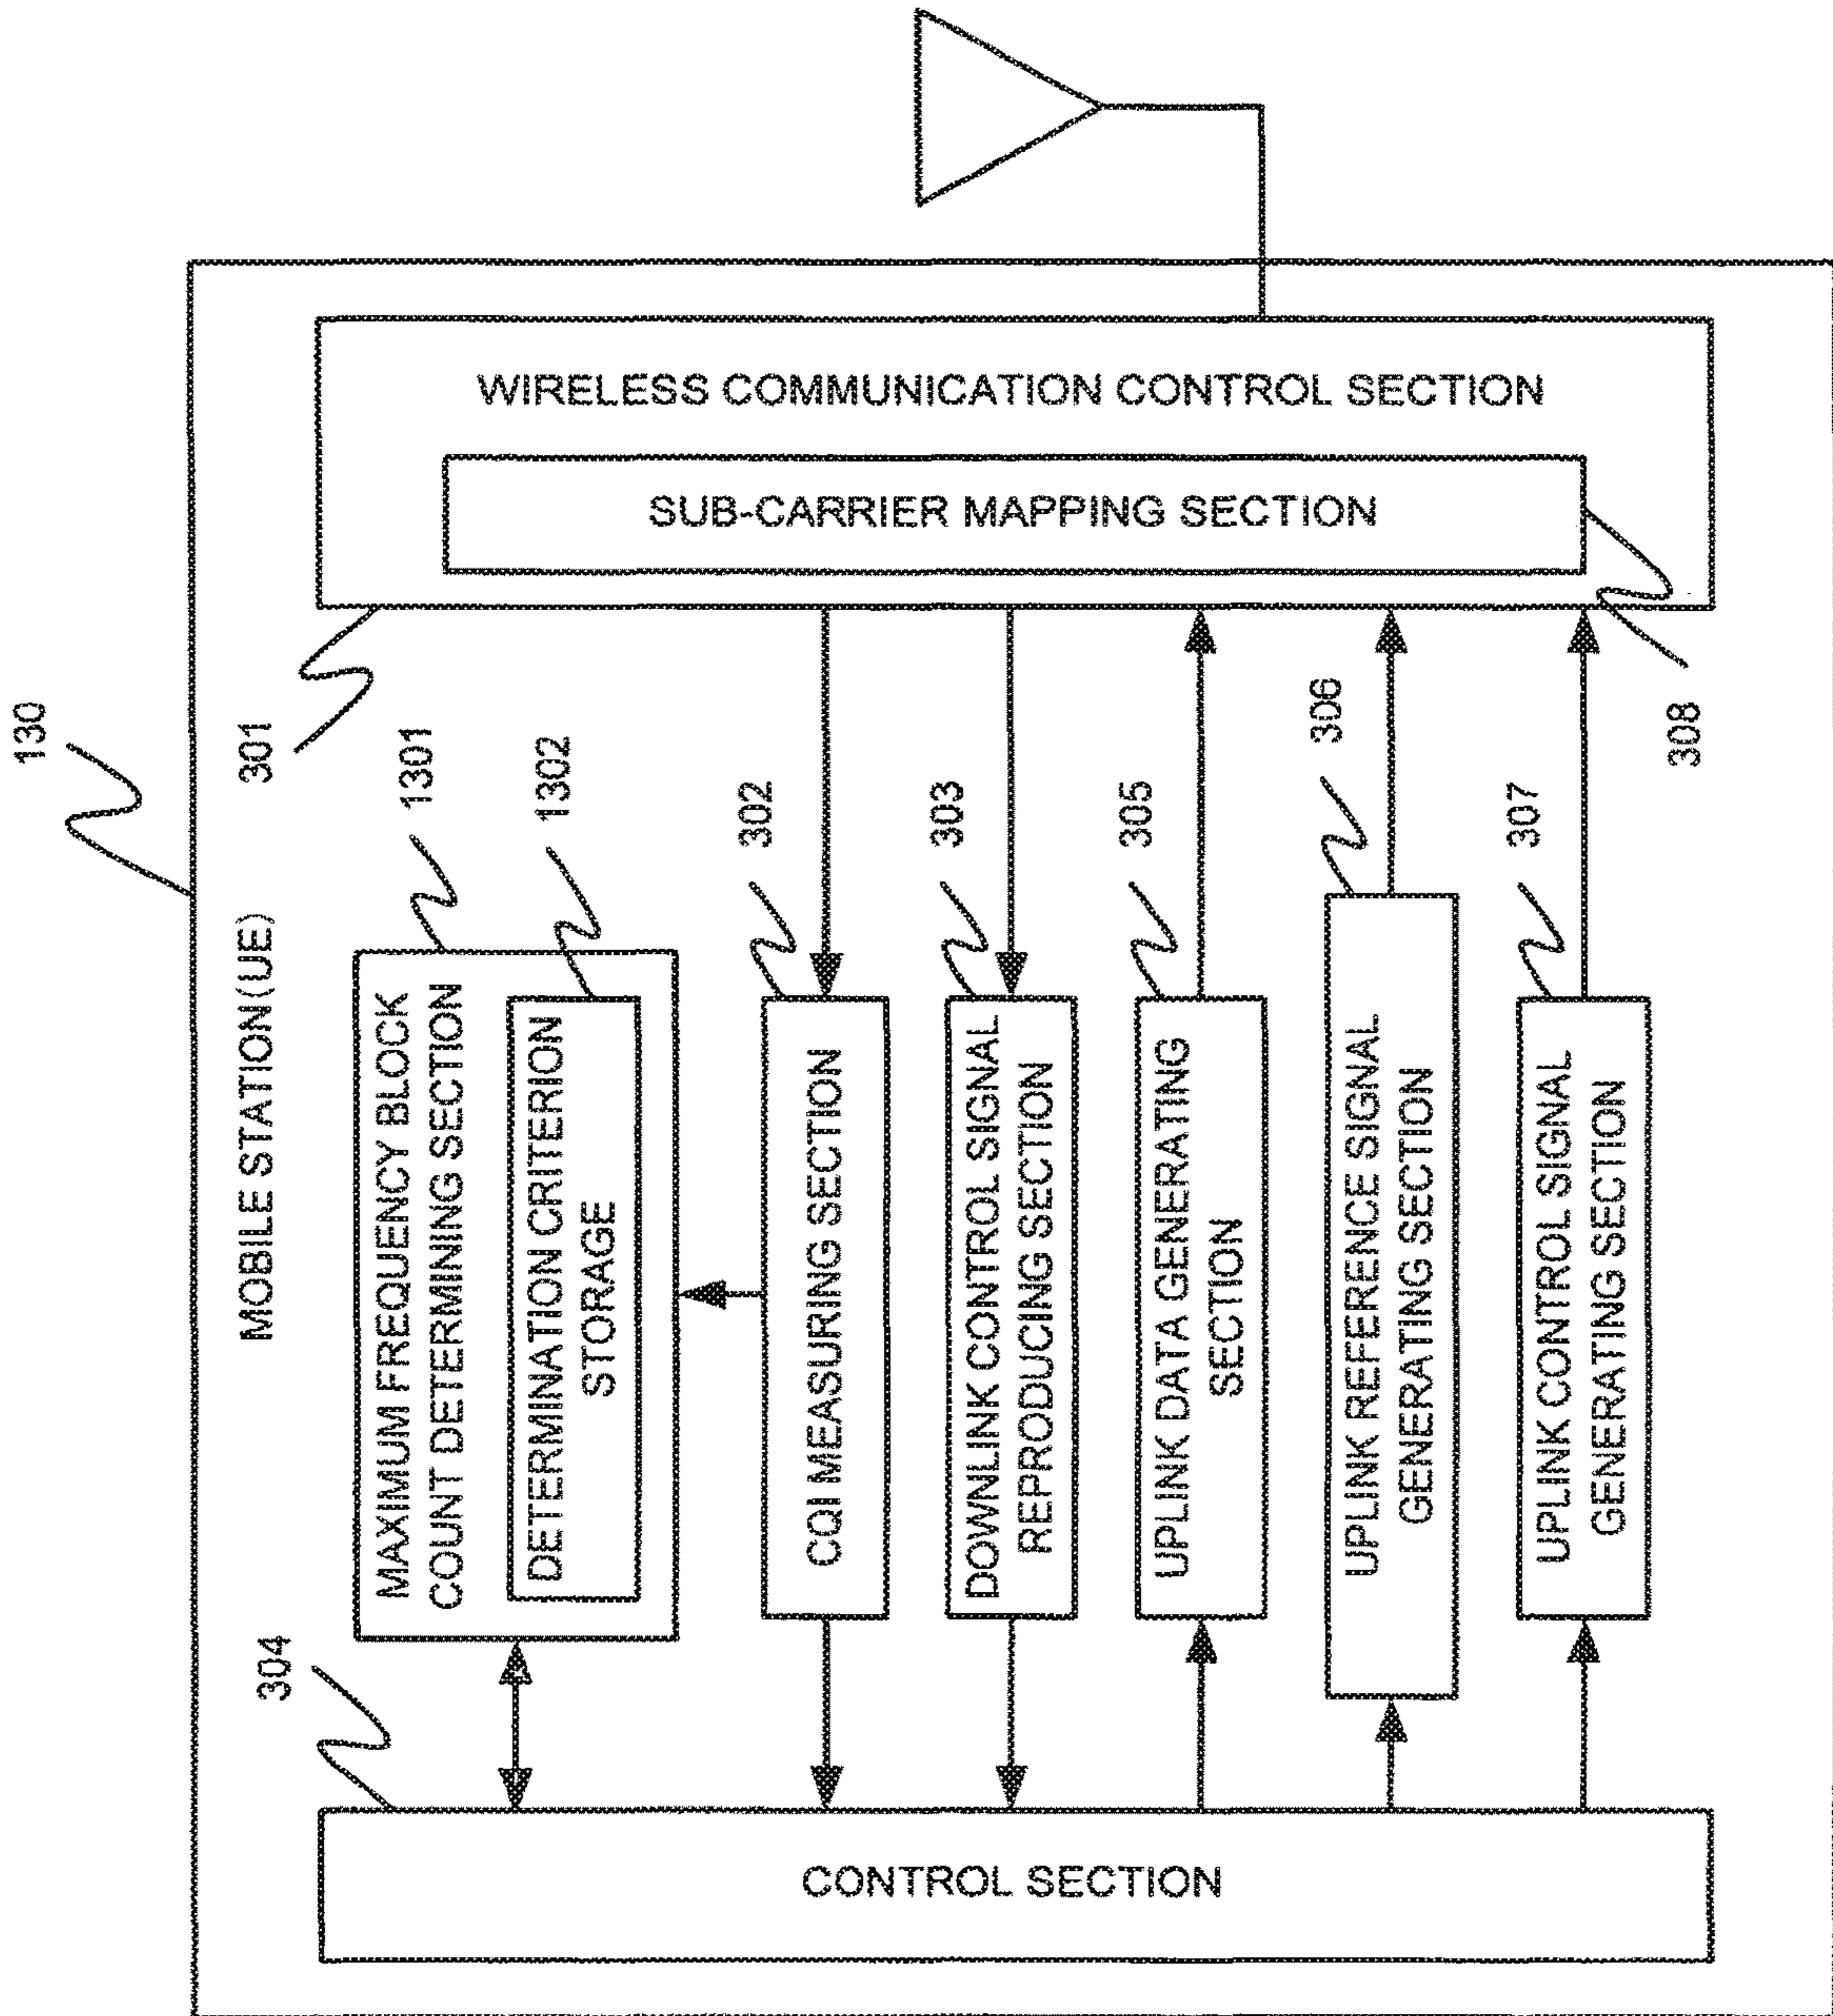 130
MOBILE STATION(UE)
304
MAXIMUM FREQUENCY BLOCK
COUNT DETERMINING SECTION
1301
DETERMINATION CRITERION
STORAGE
1302
301
CQI MEASURING SECTION
302
DOWNLINK CONTROL SIGNAL
REPRODUCING SECTION
303
UPLINK DATA GENERATING
SECTION
305
UPLINK REFERENCE SIGNAL
GENERATING SECTION
306
UPLINK CONTROL SIGNAL
GENERATING SECTION
307
CONTROL SECTION
WIRELESS COMMUNICATION CONTROL SECTION
SUB-CARRIER MAPPING SECTION
308